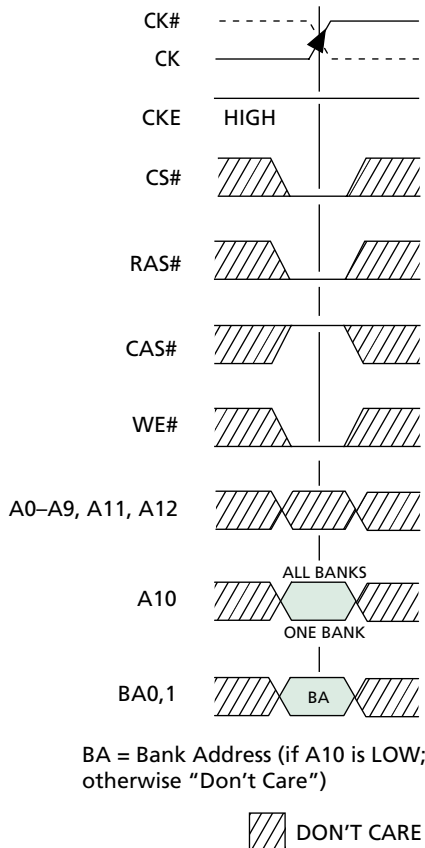 CK#
CK
CKE HIGH
CS#
RAS#
CAS#
WE#
A0–A9, A11, A12
ALL BANKS
A10
ONE BANK
BA0,1 BA
BA = Bank Address (if A10 is LOW;
otherwise “Don’t Care”)
DON’T CARE